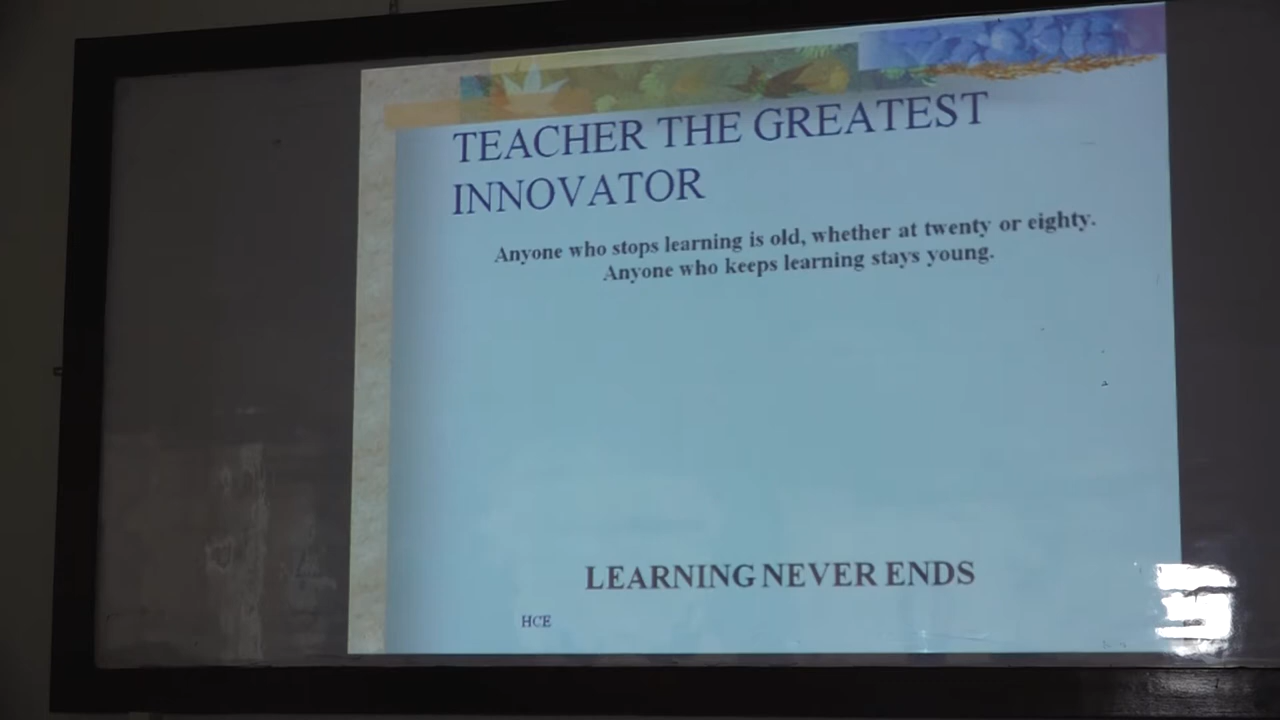 TEACHER THE GREATEST
INNOVATOR
Anyone who stops learning is old, whether at twenty or eighty.
Anyone who keeps learning stays young.
LEARNING NEVER ENDS
HCE